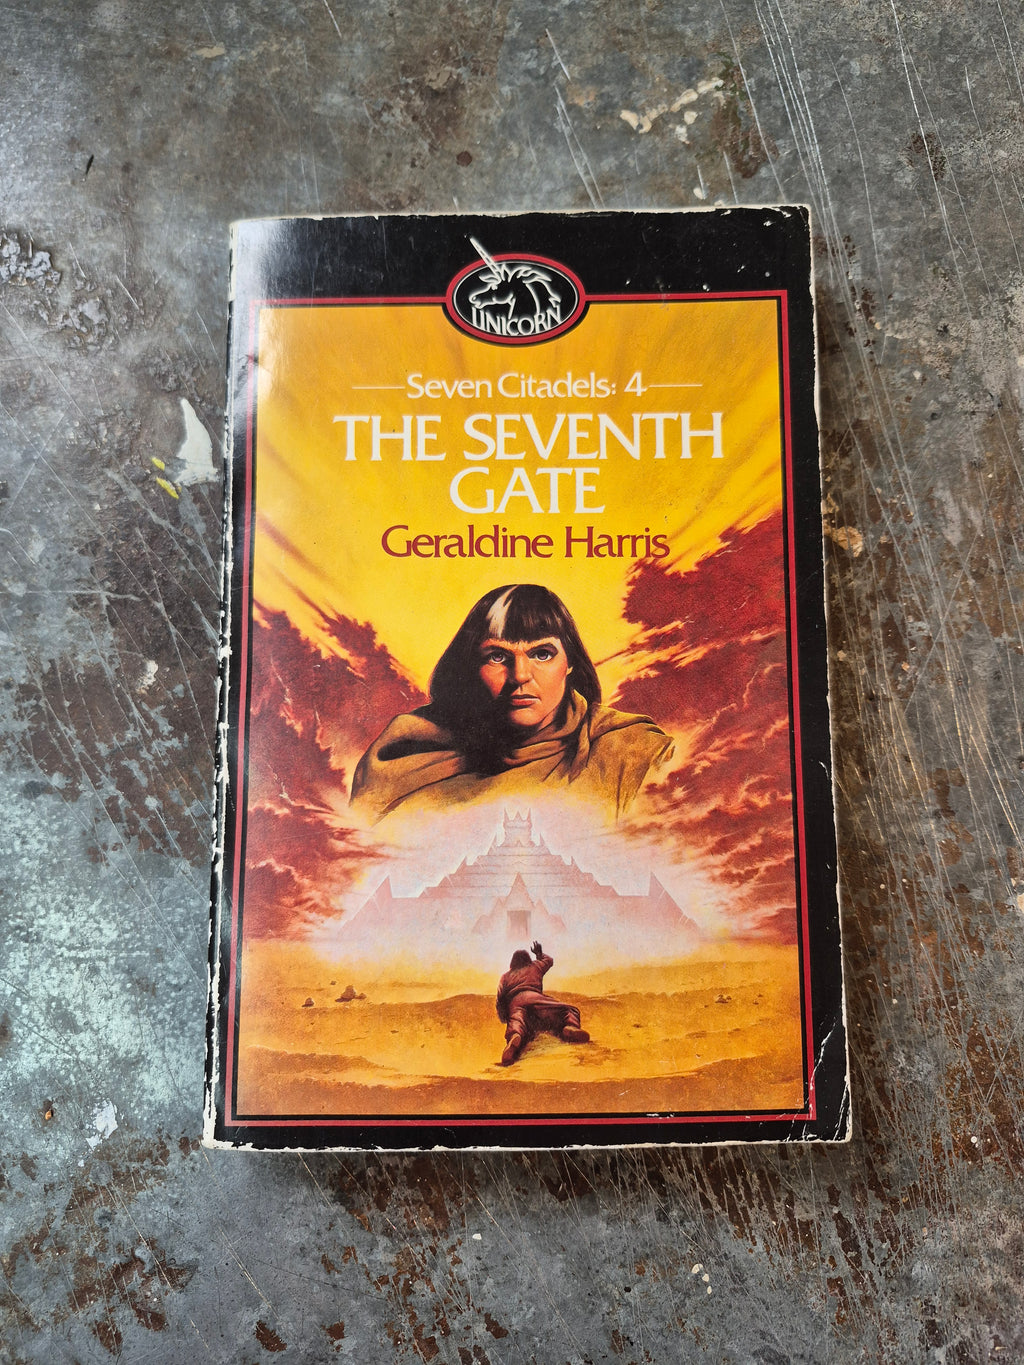 UNICORN
Seven Citadels: 4
THE SEVENTH
GATE
Geraldine Harris